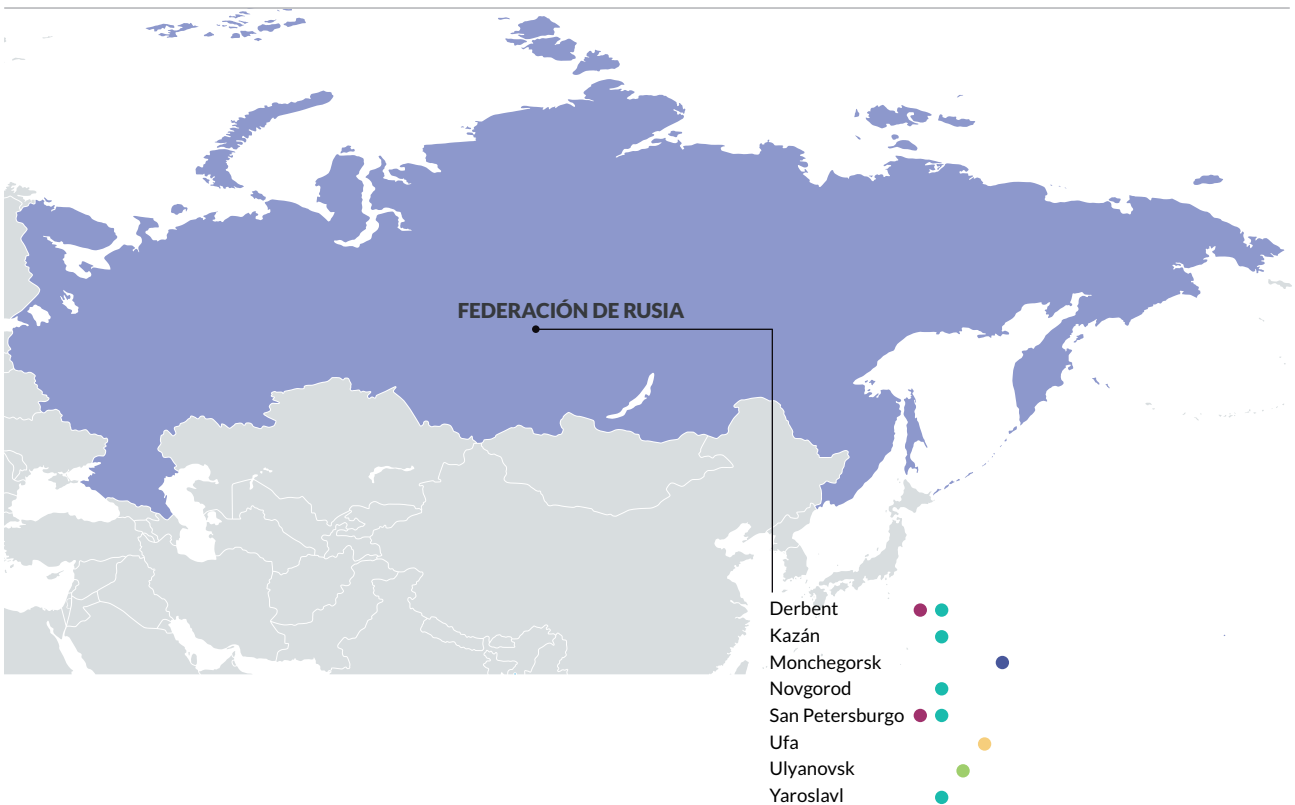 FEDERACIÓN DE RUSIA
Derbent
Kazán
Monchegorsk
Novgorod
San Petersburgo
Ufa
Ulyanovsk
Yaroslavl